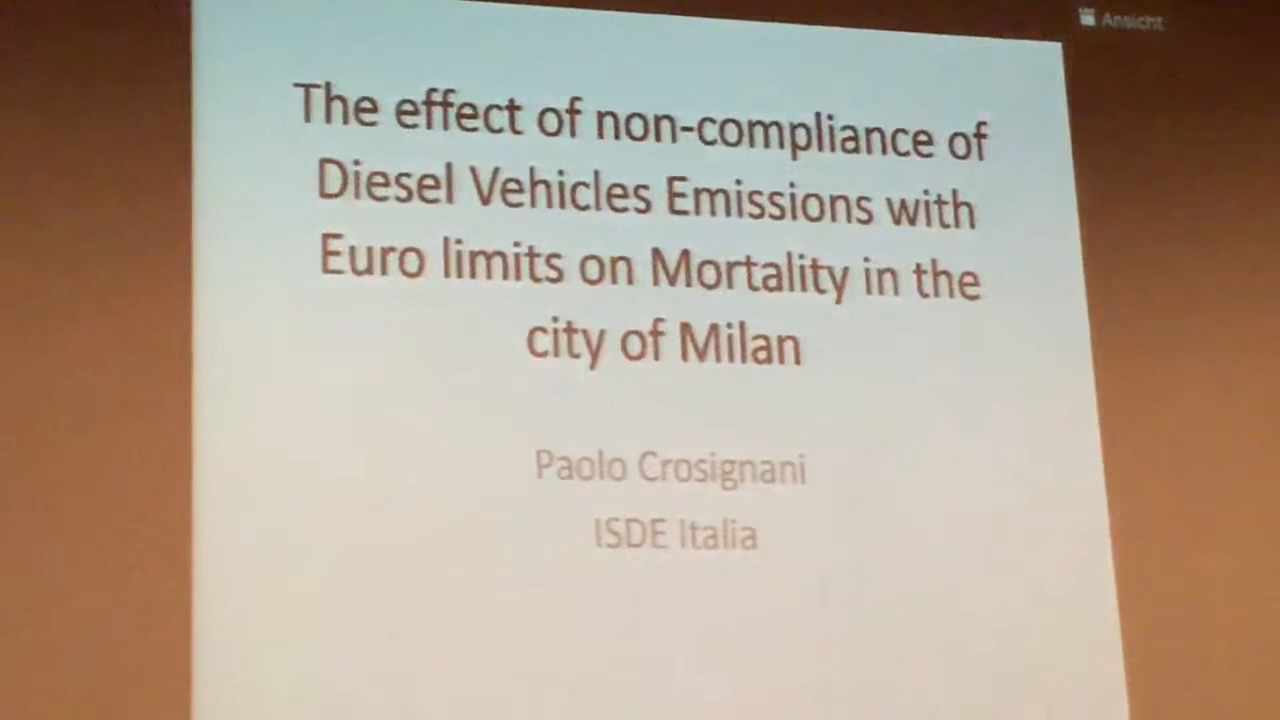 Ansicht
The effect of non-compliance of
Diesel Vehicles Emissions with
Euro limits on Mortality in the
city of Milan
Paolo Crosignani
ISDE Italia